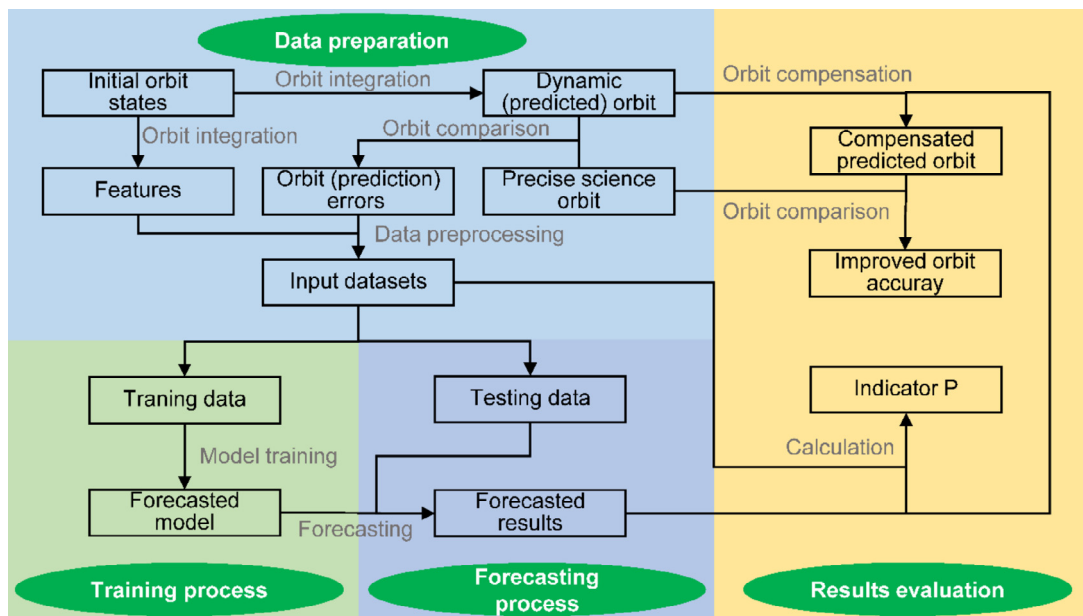 Data preparation
Initial orbit
states
Orbit integration
Dynamic
(predicted) orbit
Orbit compensation
Orbit integration
Orbit comparison
Compensated
predicted orbit
Features
Orbit (prediction)
errors
Precise science
orbit
Orbit comparison
Data preprocessing
Input datasets
Improved orbit
accuray
Traning data
Testing data
Indicator P
Model training
Calculation
Forecasted
model
Forecasting
Forecasted
results
Training process
Forecasting
process
Results evaluation